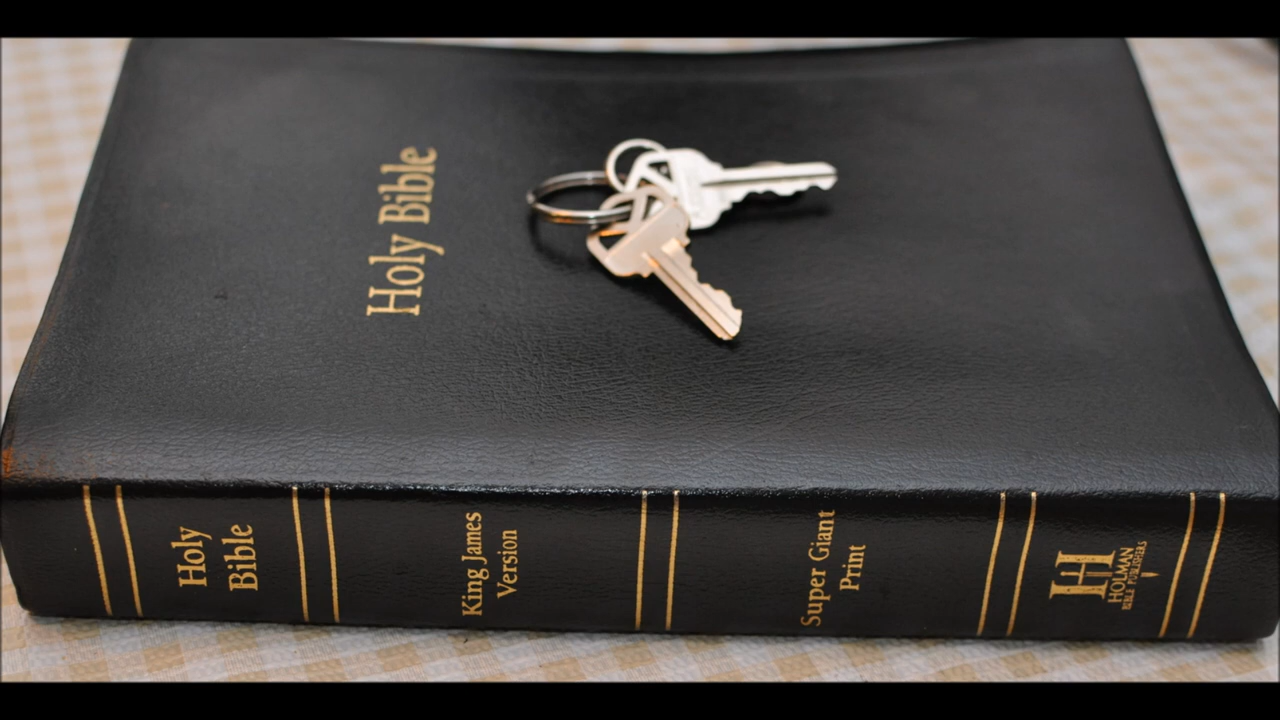 Holy Bible
Holy
Bible
King James
Version
Super Giant
Print
HOLMAN
BIBLE PUBLISHERS